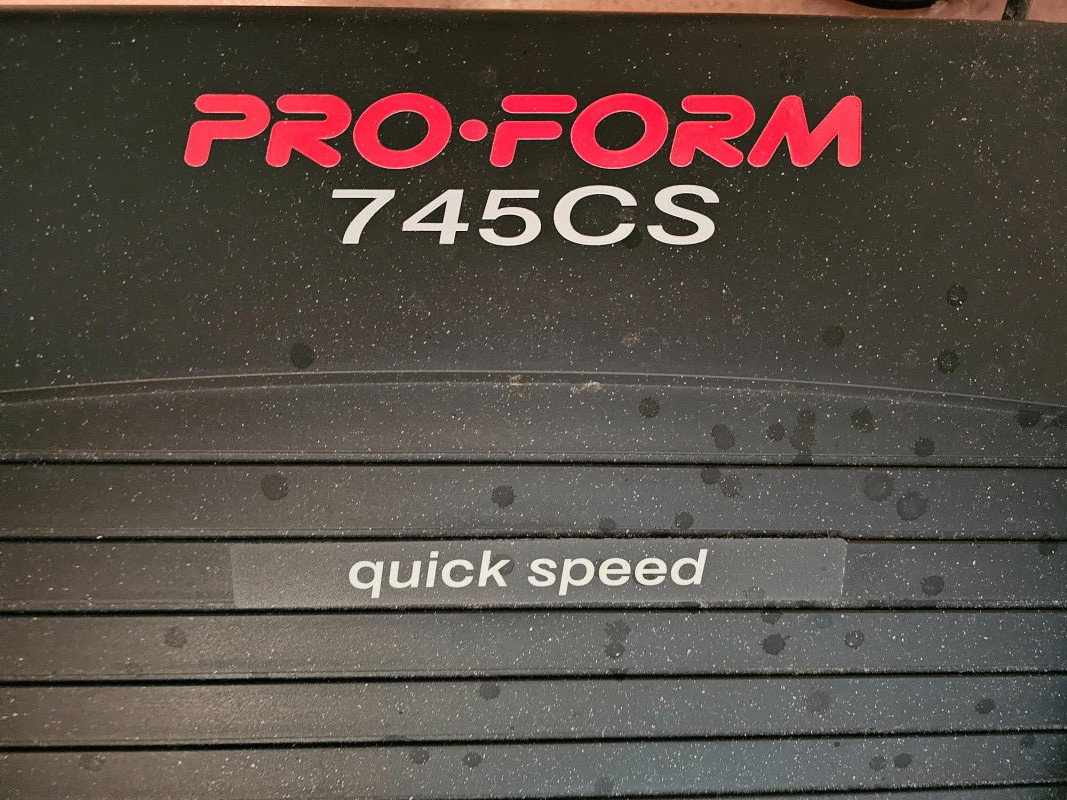 PRO·FORM
745CS
quick speed